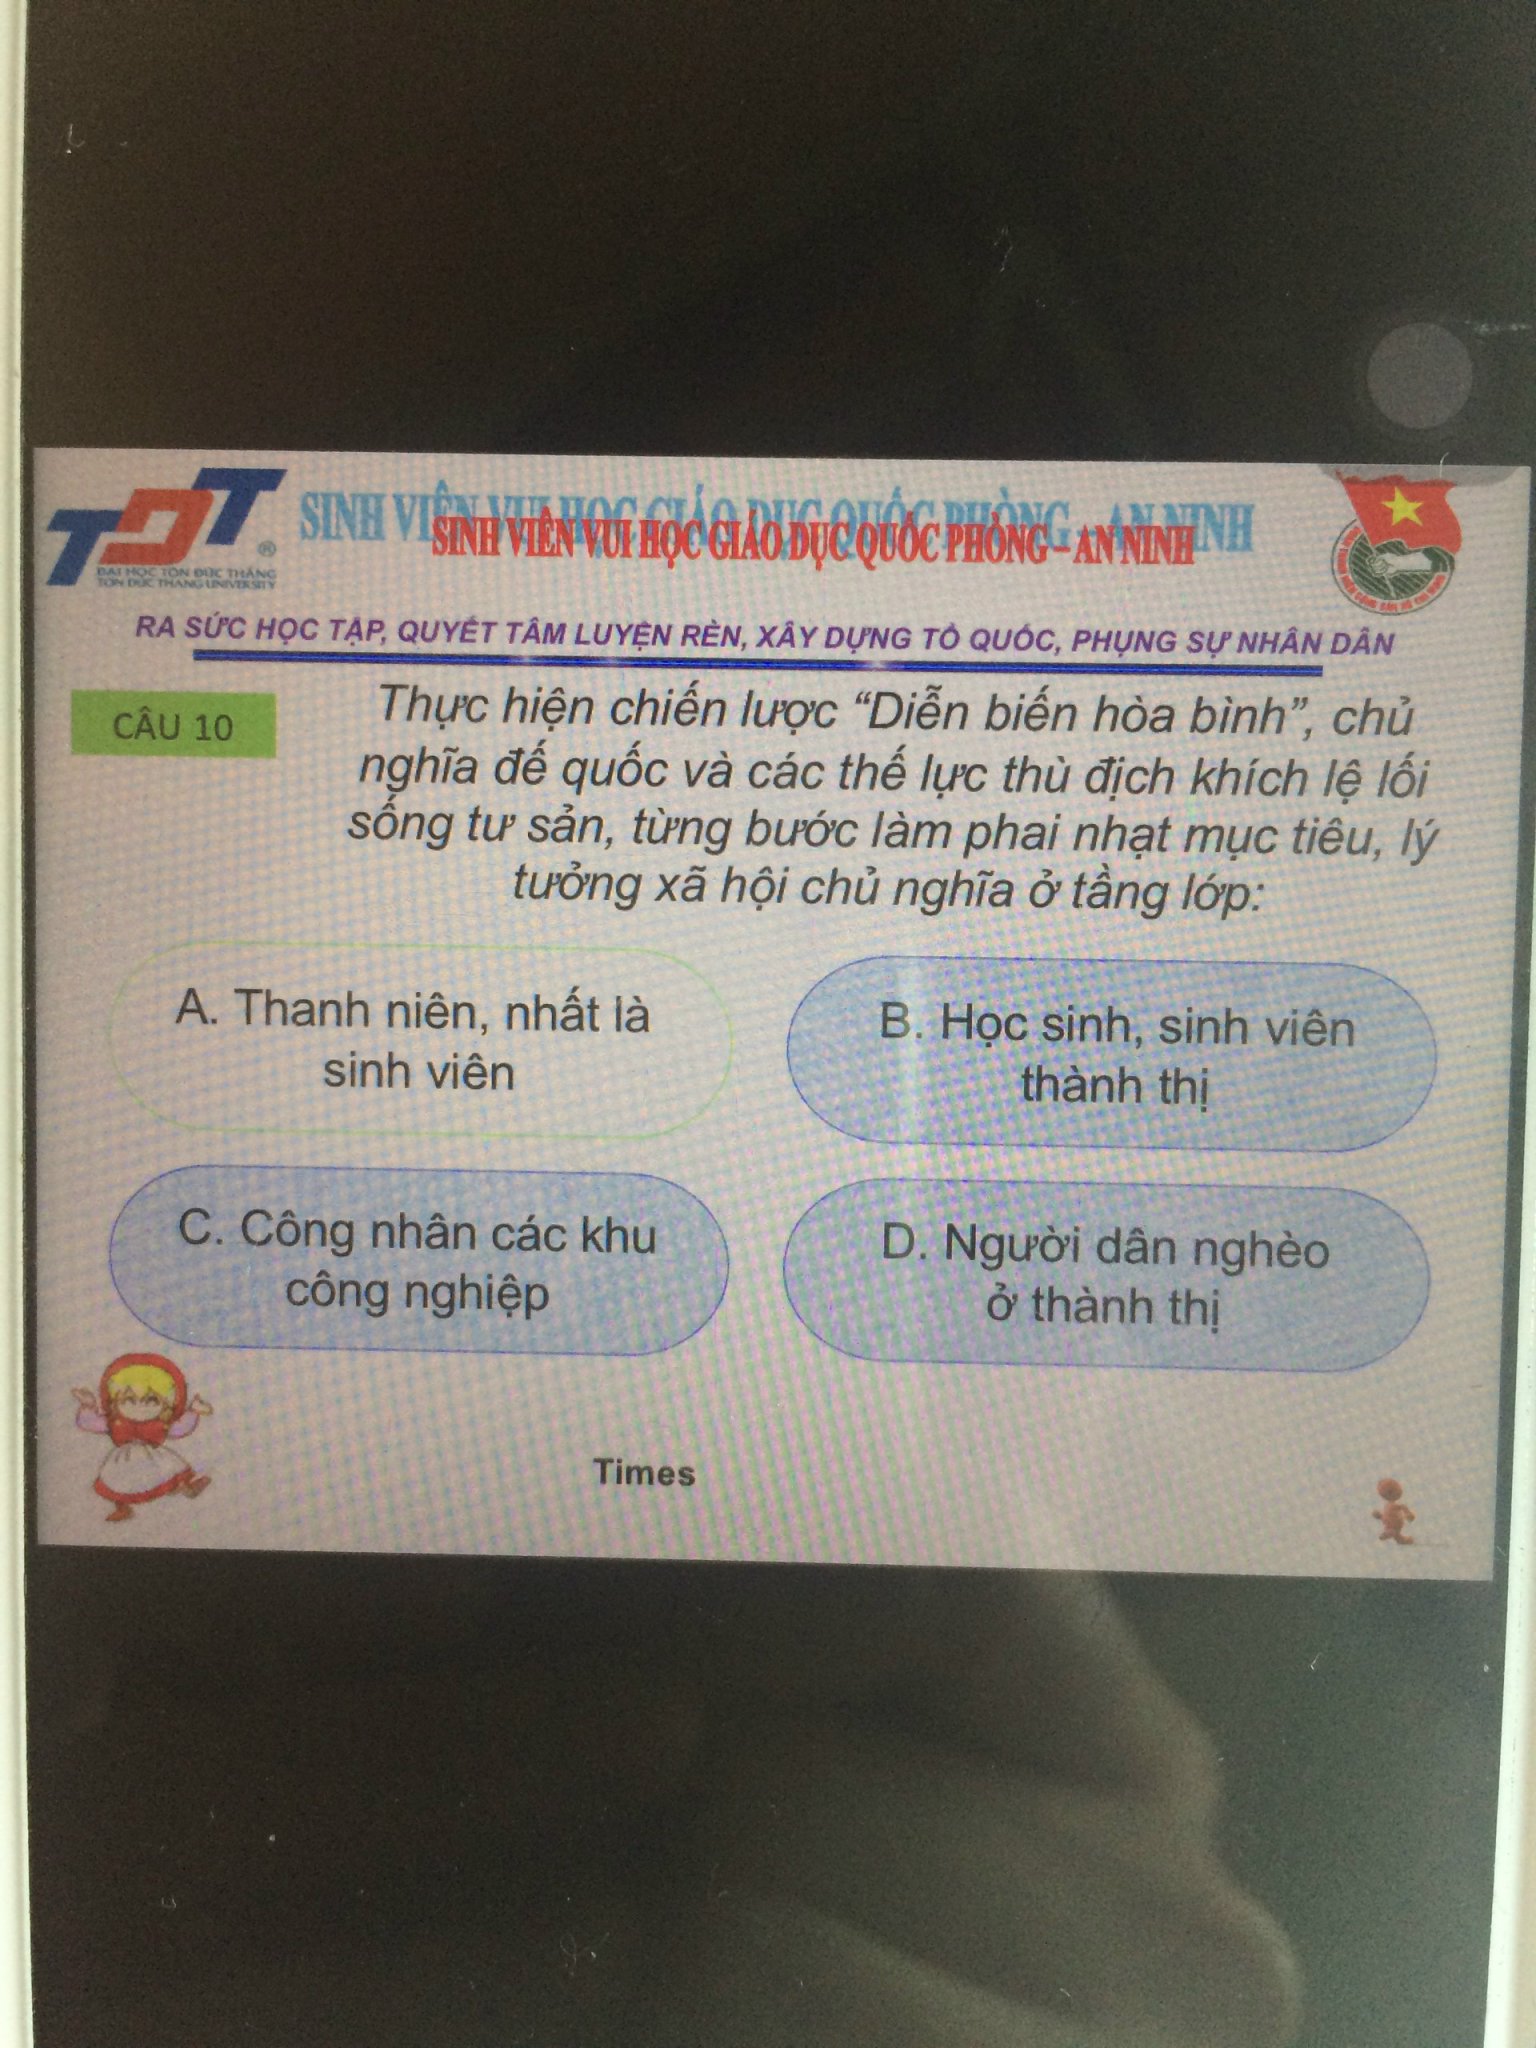 TDT ®
ĐẠI HỌC TÔN ĐỨC THẮNG
TON DUC THANG UNIVERSITY
SINH VIÊN VUI HỌC GIÁO DỤC QUỐC PHÒNG - AN NINH
SINH VIÊN VUI HỌC GIÁO DỤC QUỐC PHÒNG – AN NINH
RA SỨC HỌC TẬP, QUYẾT TÂM LUYỆN RÈN, XÂY DỰNG TỔ QUỐC, PHỤNG SỰ NHÂN DÂN
CÂU 10
Thực hiện chiến lược “Diễn biến hòa bình”, chủ
nghĩa đế quốc và các thế lực thù địch khích lệ lối
sống tư sản, từng bước làm phai nhạt mục tiêu, lý
tưởng xã hội chủ nghĩa ở tầng lớp:
A. Thanh niên, nhất là
sinh viên
B. Học sinh, sinh viên
thành thị
C. Công nhân các khu
công nghiệp
D. Người dân nghèo
ở thành thị
Times